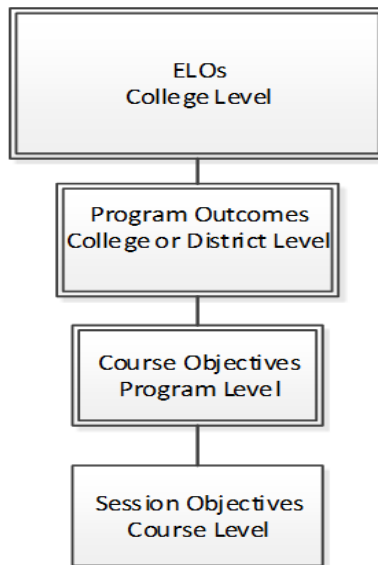 ELOs
College Level
Program Outcomes
College or District Level
Course Objectives
Program Level
Session Objectives
Course Level